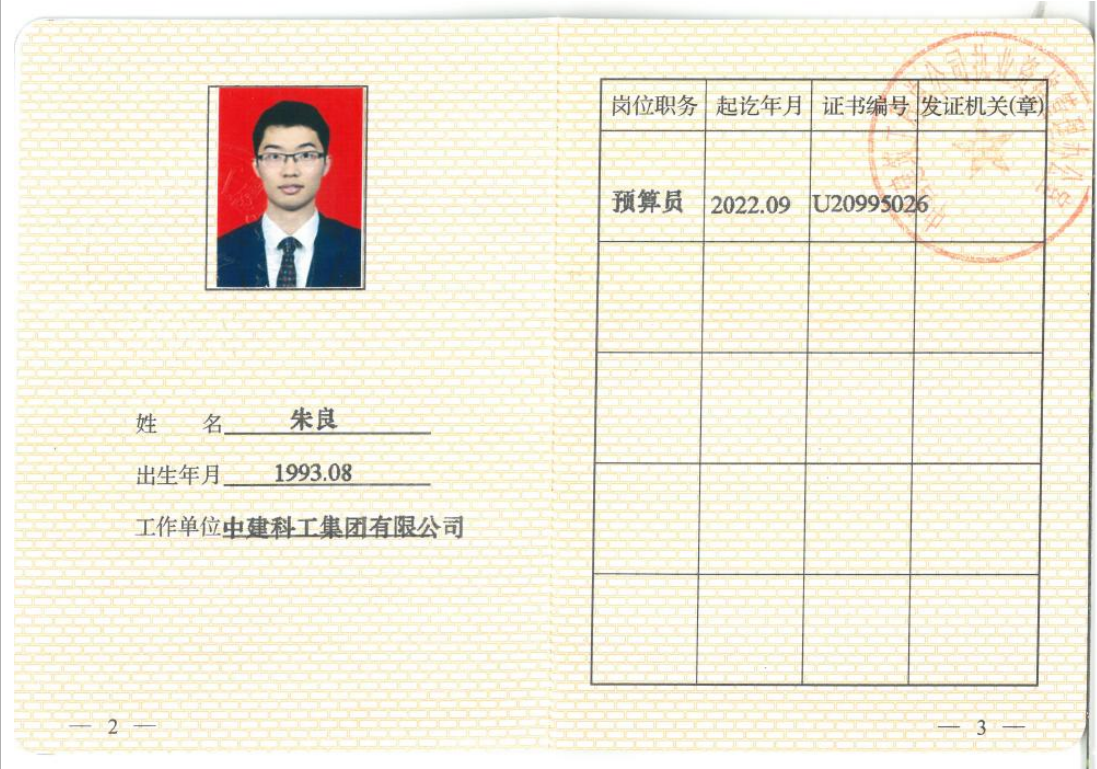 姓 名 朱良
出生年月 1993.08
工作单位 中建科工集团有限公司
— 2 —
岗位职务 起讫年月 证书编号 发证机关(章)
预算员 2022.09 U20995026
— 3 —